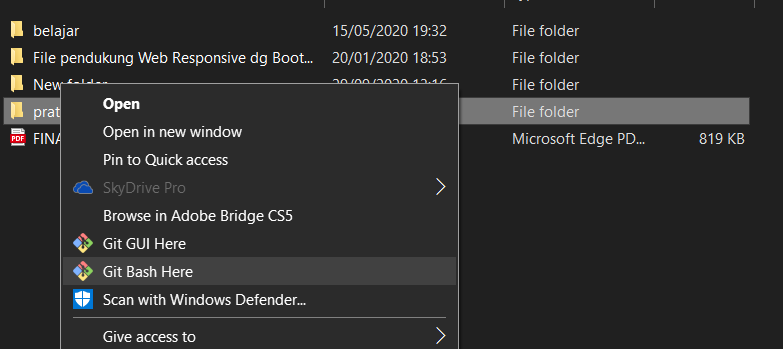 belajar 15/05/2020 19:32 File folder
File pendukung Web Responsive dg Boot... 20/01/2020 18:53 File folder
New folder File folder
prat File folder
FINA Microsoft Edge PD... 819 KB
Open
Open in new window
Pin to Quick access
SkyDrive Pro
Browse in Adobe Bridge CS5
Git GUI Here
Git Bash Here
Scan with Windows Defender...
Give access to